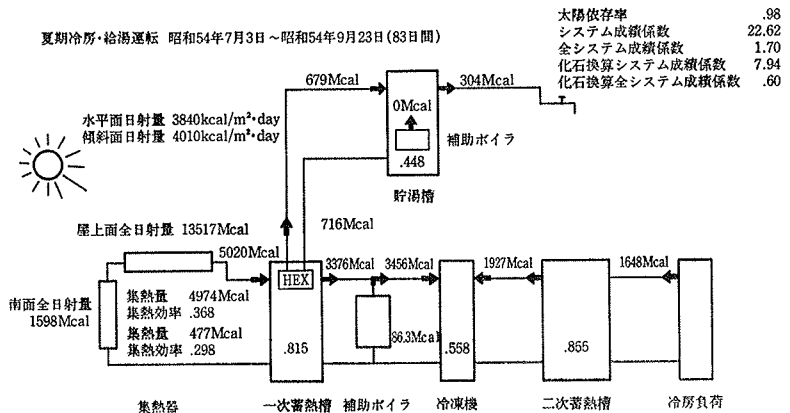 太陽依存率 .98
夏期冷房・給湯運転 昭和54年7月3日～昭和54年9月23日(83日間)
システム成績係数 22.62
全システム成績係数 1.70
化石換算システム成績係数 7.94
化石換算全システム成績係数 .60
679Mcal
304Mcal
0Mcal
水平面日射量 3840kcal/m²・day
傾斜面日射量 4010kcal/m²・day
補助ボイラ
.448
貯湯槽
716Mcal
屋上面全日射量 13517Mcal
5020Mcal
3376Mcal
3456Mcal
1927Mcal
1648Mcal
HEX
南面全日射量
1598Mcal
集熱量 4974Mcal
集熱効率 .368
集熱量 477Mcal
集熱効率 .298
86.3Mcal
.815
.558
.855
集熱器
一次蓄熱槽
補助ボイラ
冷凍機
二次蓄熱槽
冷房負荷